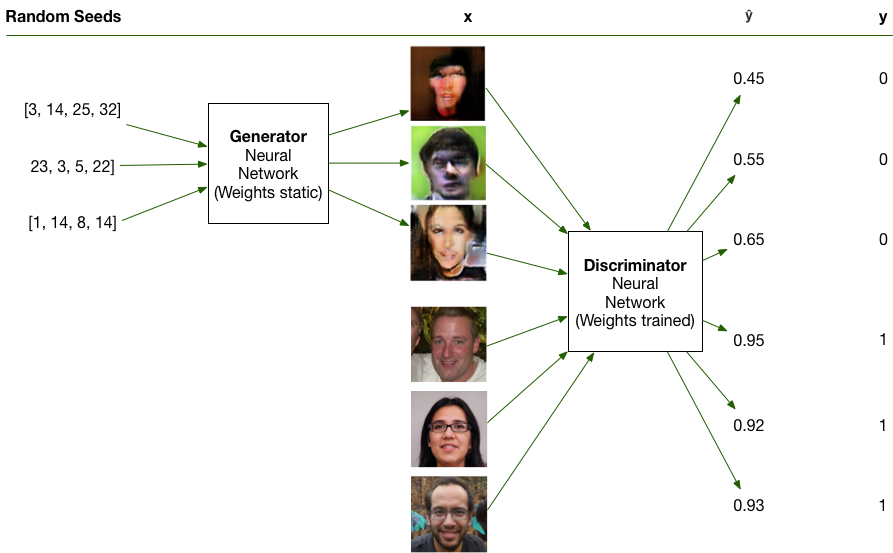 Random Seeds x ŷ y
0.45 0
[3, 14, 25, 32]
Generator
Neural
Network
(Weights static)
0.55 0
23, 3, 5, 22]
[1, 14, 8, 14]
0.65 0
Discriminator
Neural
Network
(Weights trained)
0.95 1
0.92 1
0.93 1